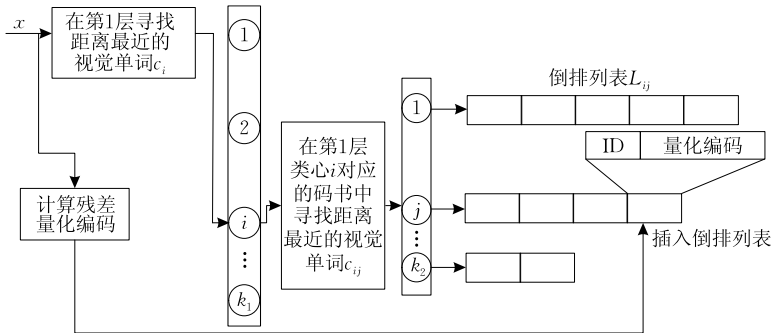 x
在第1层寻找
距离最近的
视觉单词c_i
计算残差
量化编码
1
2
i
⋮
k_1
在第1层
类心i对应
的码书中
寻找距离
最近的视觉
单词c_ij
1
j
⋮
k_2
倒排列表L_ij
ID 量化编码
插入倒排列表